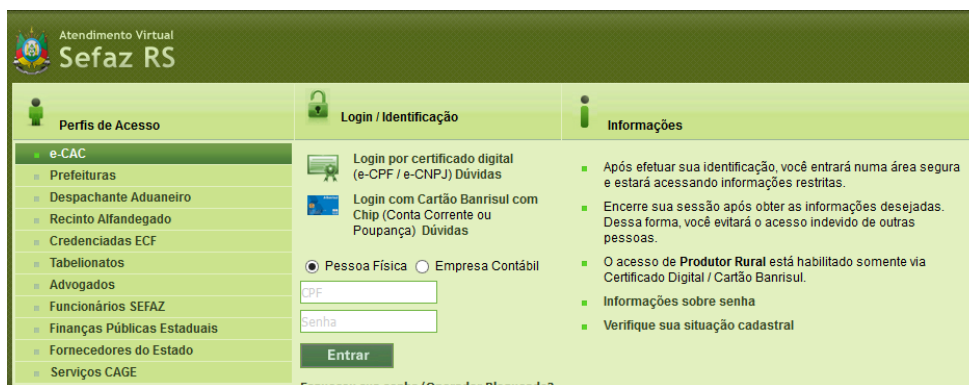 Atendimento Virtual
Sefaz RS
Perfis de Acesso
e-CAC
Prefeituras
Despachante Aduaneiro
Recinto Alfandegado
Credenciadas ECF
Tabelionatos
Advogados
Funcionários SEFAZ
Finanças Públicas Estaduais
Fornecedores do Estado
Serviços CAGE
Login / Identificação
Login por certificado digital
(e-CPF / e-CNPJ) Dúvidas
Login com Cartão Banrisul com
Chip (Conta Corrente ou
Poupança) Dúvidas
Pessoa Física Empresa Contábil
CPF
Senha
Entrar
Esqueceu sua senha/Operador Bloqueado?
Informações
Após efetuar sua identificação, você entrará numa área segura
e estará acessando informações restritas.
Encerre sua sessão após obter as informações desejadas.
Dessa forma, você evitará o acesso indevido de outras
pessoas.
O acesso de Produtor Rural está habilitado somente via
Certificado Digital / Cartão Banrisul.
Informações sobre senha
Verifique sua situação cadastral